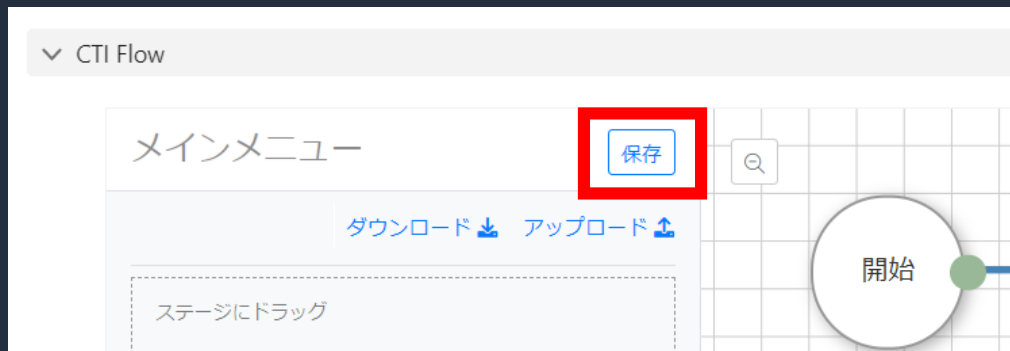 CTI Flow
メインメニュー
保存
ダウンロード アップロード
開始
ステージにドラッグ